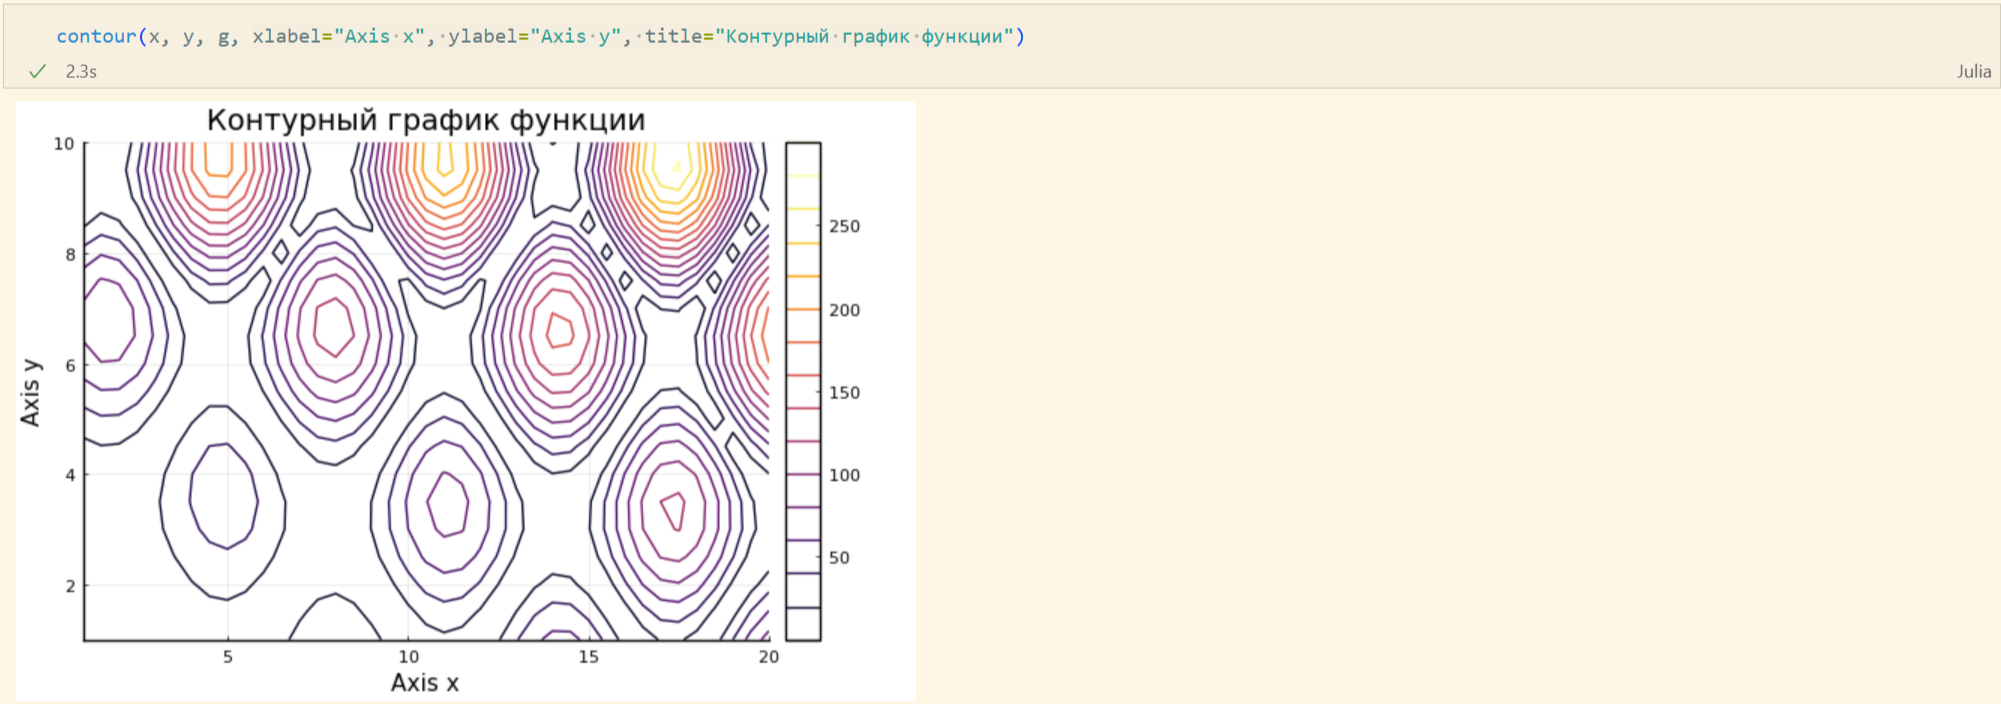 contour(x, y, g, xlabel="Axis x", ylabel="Axis y", title="Контурный график функции")
2.3s
Julia
Контурный график функции
10
8
6
4
2
Axis y
5 10 15 20
Axis x
250
200
150
100
50